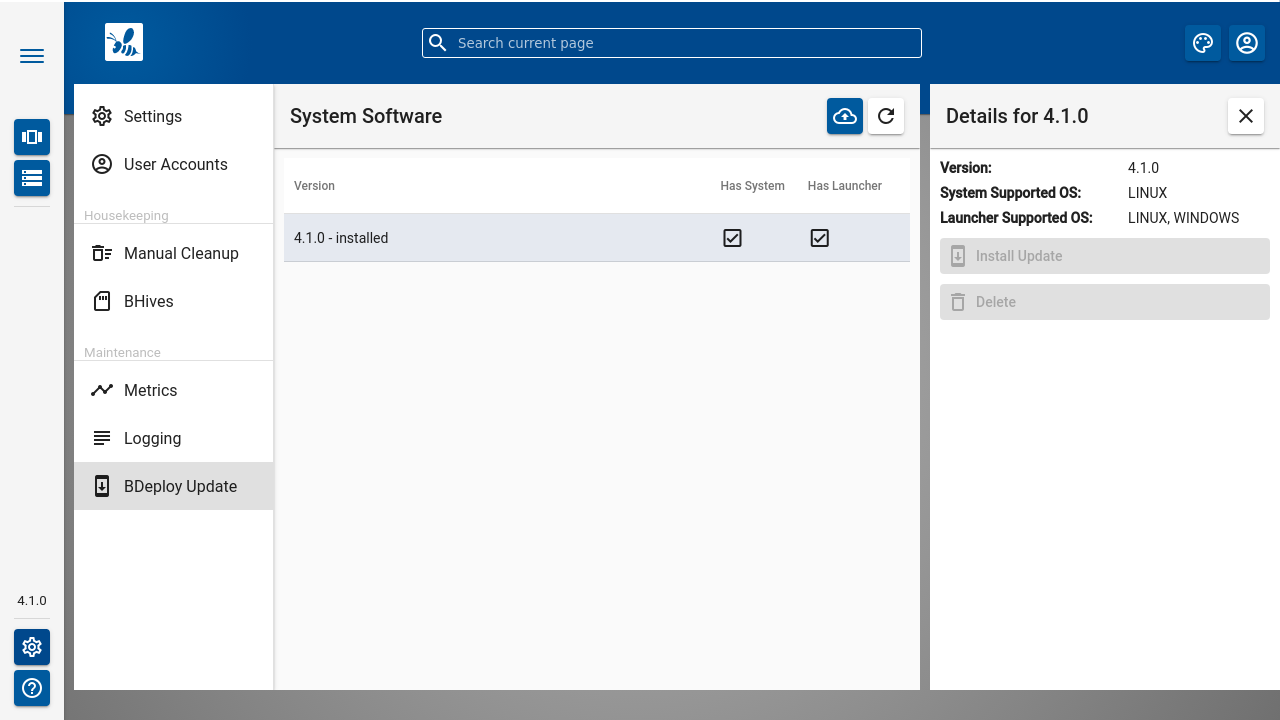 Search current page
Settings
User Accounts
Housekeeping
Manual Cleanup
BHives
Maintenance
Metrics
Logging
BDeploy Update
4.1.0
System Software
Version Has System Has Launcher
4.1.0 - installed
Details for 4.1.0
Version: 4.1.0
System Supported OS: LINUX
Launcher Supported OS: LINUX, WINDOWS
Install Update
Delete